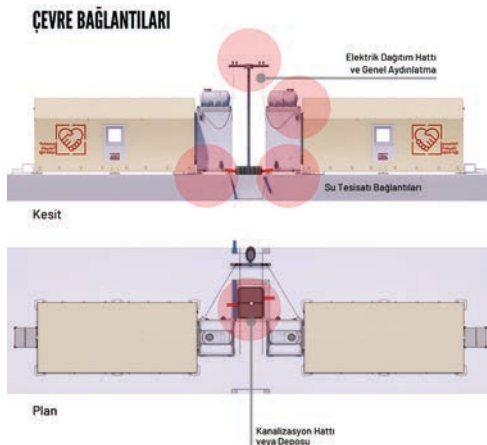 ÇEVRE BAĞLANTILARI
Elektrik Dağıtım Hattı
ve Genel Aydınlatma
Su Tesisatı Bağlantıları
Kesit
Plan
Kanalizasyon Hattı
veya Deposu